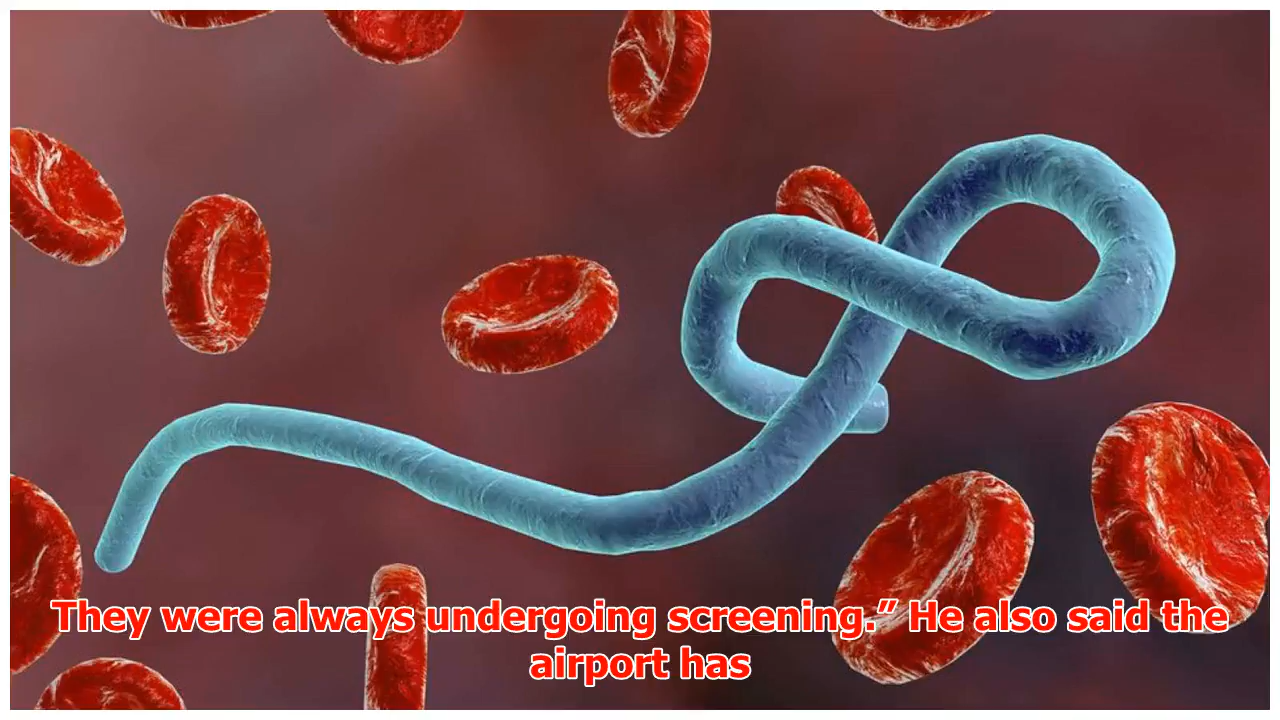 They were always undergoing screening.” He also said the
airport has